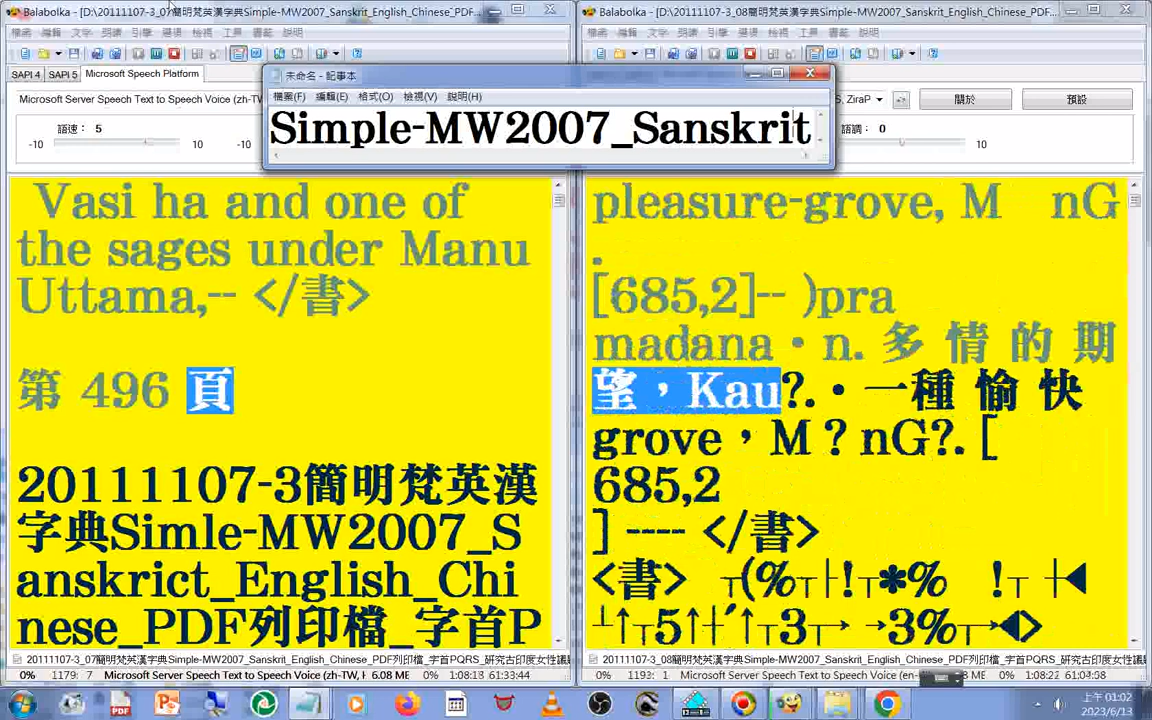 Balabolka - [D:\20111107-3_07簡明梵英漢字典Simple-MW2007_Sanskrit_English_Chinese_PDF...
Balabolka - [D:\20111107-3_08簡明梵英漢字典Simple-MW2007_Sanskrit_English_Chinese_PDF...
未命名 - 記事本
檔案(F) 編輯(E) 格式(O) 檢視(V) 說明(H)
Simple-MW2007_Sanskrit
SAPI 4 SAPI 5 Microsoft Speech Platform
Microsoft Server Speech Text to Speech Voice (zh-TW,
語速： 5
-10 10 -10
, ZiraP
關於 預設
語調： 0
10
Vasi ha and one of
the sages under Manu
Uttama,-- </書>
第 496 頁
20111107-3簡明梵英漢
字典Simle-MW2007_S
anskrict_English_Chi
nese_PDF列印檔_字首P
pleasure-grove, M nG
.
[685,2]-- )pra
madana • n. 多 情 的 期
望，Kau?. • 一種 愉 快
grove，M ? nG?. [
685,2
] ---- </書>
<書> ┬(%┬├!┬*% !┬ ┼◀
┴↑┬5↑┼′↑┬3┬→ →3%┬→◀>
20111107-3_07簡明梵英漢字典Simple-MW2007_Sanskrit_English_Chinese_PDF列印檔_字首PQRS_研究古印度女性
20111107-3_08簡明梵英漢字典Simple-MW2007_Sanskrit_English_Chinese_PDF列印檔_字首PQRS_研究古印度女性
0% 1179: 7 Microsoft Server Speech Text to Speech Voice (zh-TW, H 6.08 ME 0% 1:08:13 61:33:44
0% 1193: 1 Microsoft Server Speech Text to Speech Voice (en- 0% 1:08:22 61:04:58
上午 01:02
2023/6/13